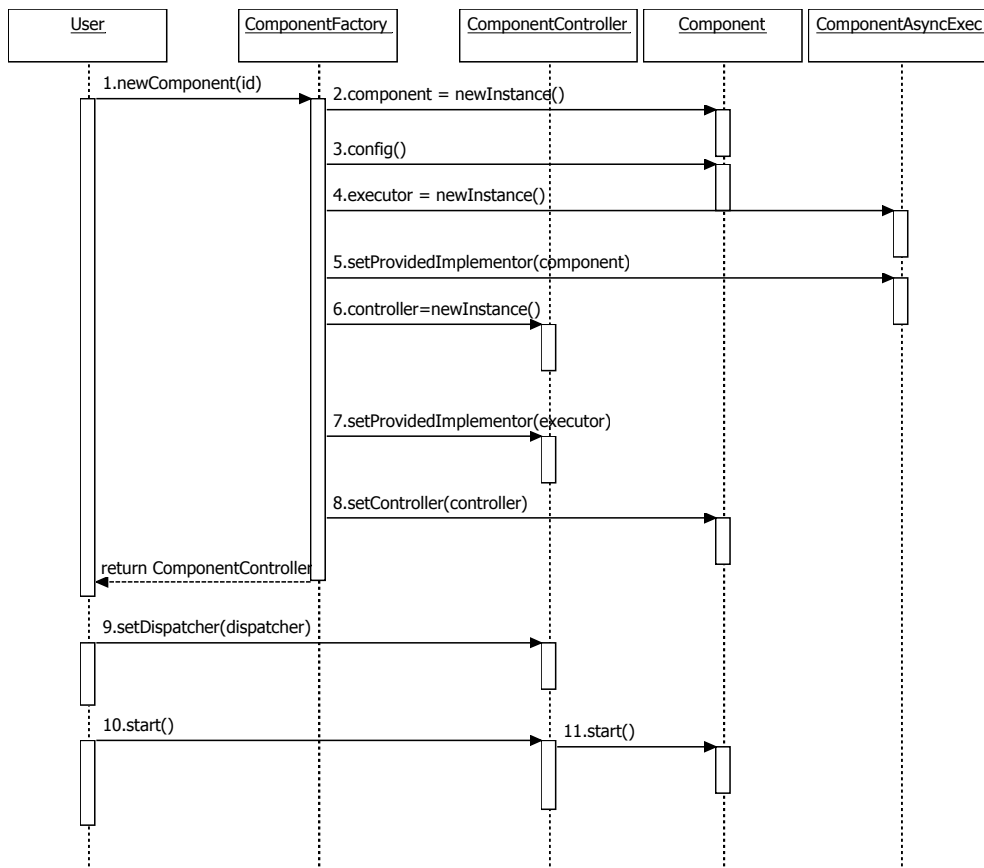 User
ComponentFactory
ComponentController
Component
ComponentAsyncExec
1.newComponent(id)
2.component = newInstance()
3.config()
4.executor = newInstance()
5.setProvidedImplementor(component)
6.controller=newInstance()
7.setProvidedImplementor(executor)
8.setController(controller)
return ComponentController
9.setDispatcher(dispatcher)
10.start()
11.start()